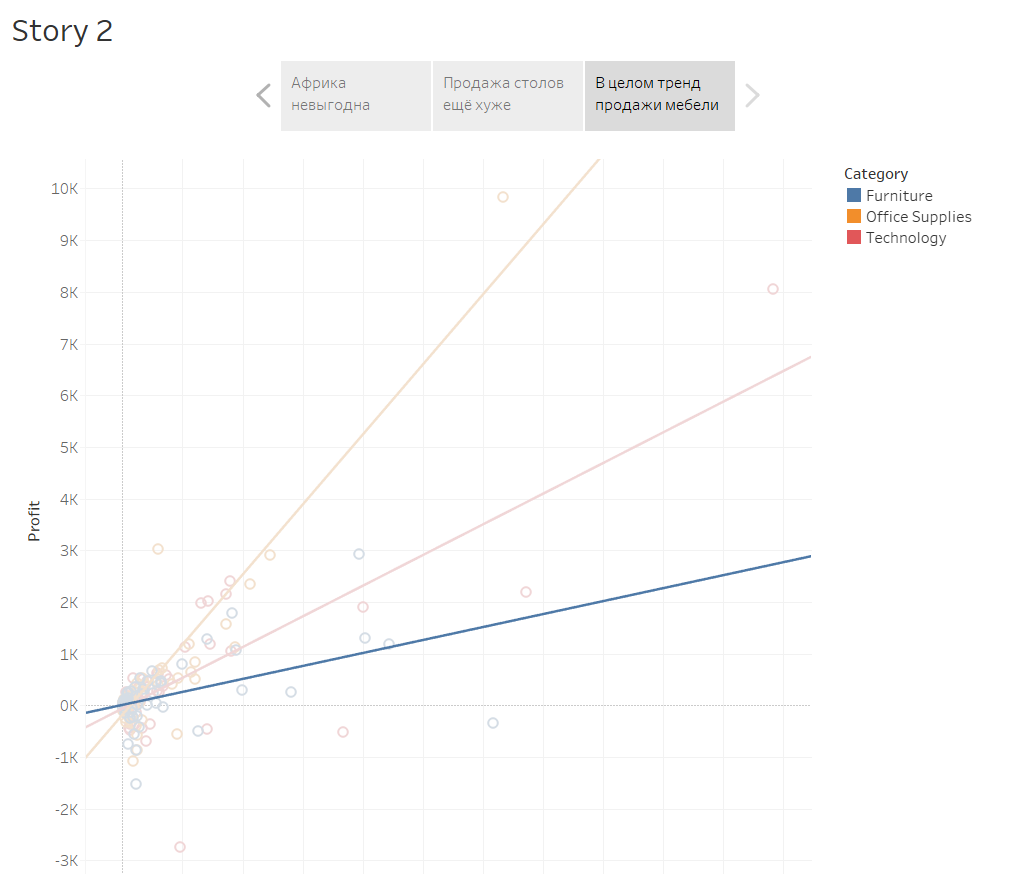 Story 2
Африка
невыгодна
Продажа столов
ещё хуже
В целом тренд
продажи мебели
Category
Furniture
Office Supplies
Technology
10K
9K
8K
7K
6K
5K
4K
3K
2K
1K
0K
-1K
-2K
-3K
Profit